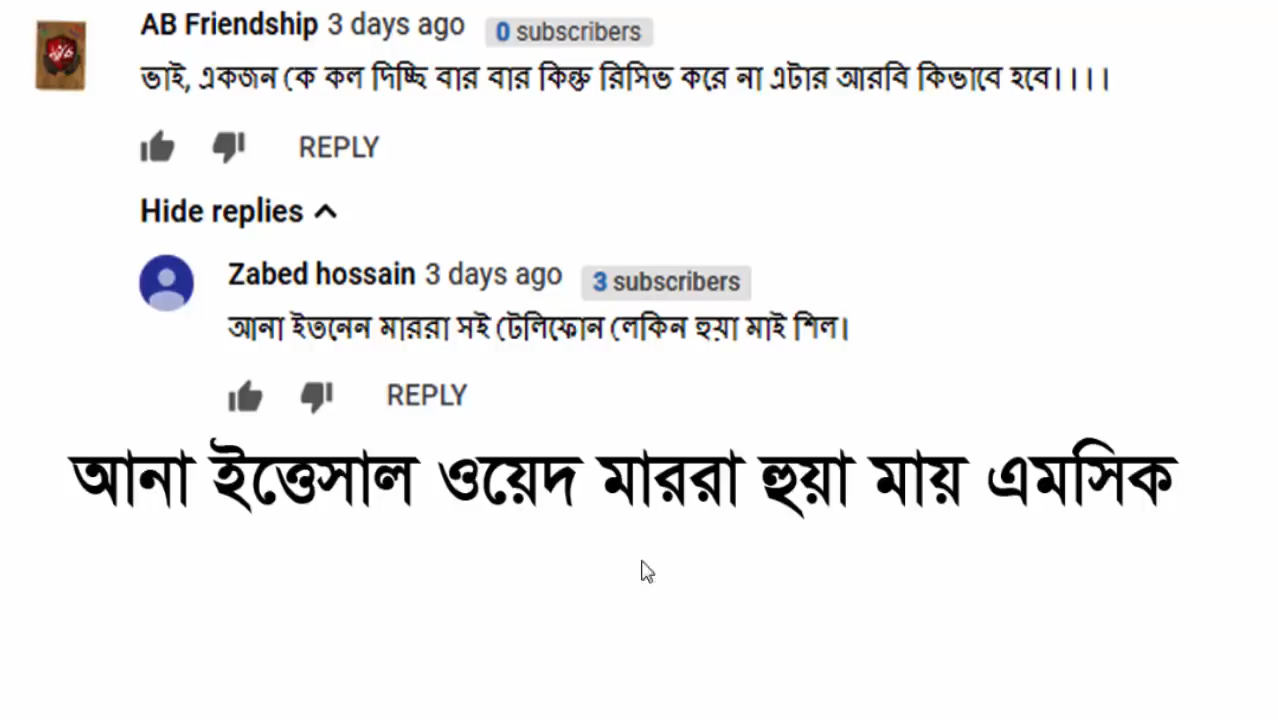 AB Friendship 3 days ago 0 subscribers
ভাই, একজন কে কল দিচ্ছি বার বার কিন্তু রিসিভ করে না এটার আরবি কিভাবে হবে।।।।
REPLY
Hide replies
Zabed hossain 3 days ago 3 subscribers
আনা ইতনেন মাররা সই টেলিফোন লেকিন হুয়া মাই শিল।
REPLY
আনা ইত্তেসাল ওয়েদ মাররা হুয়া মায় এমসিক